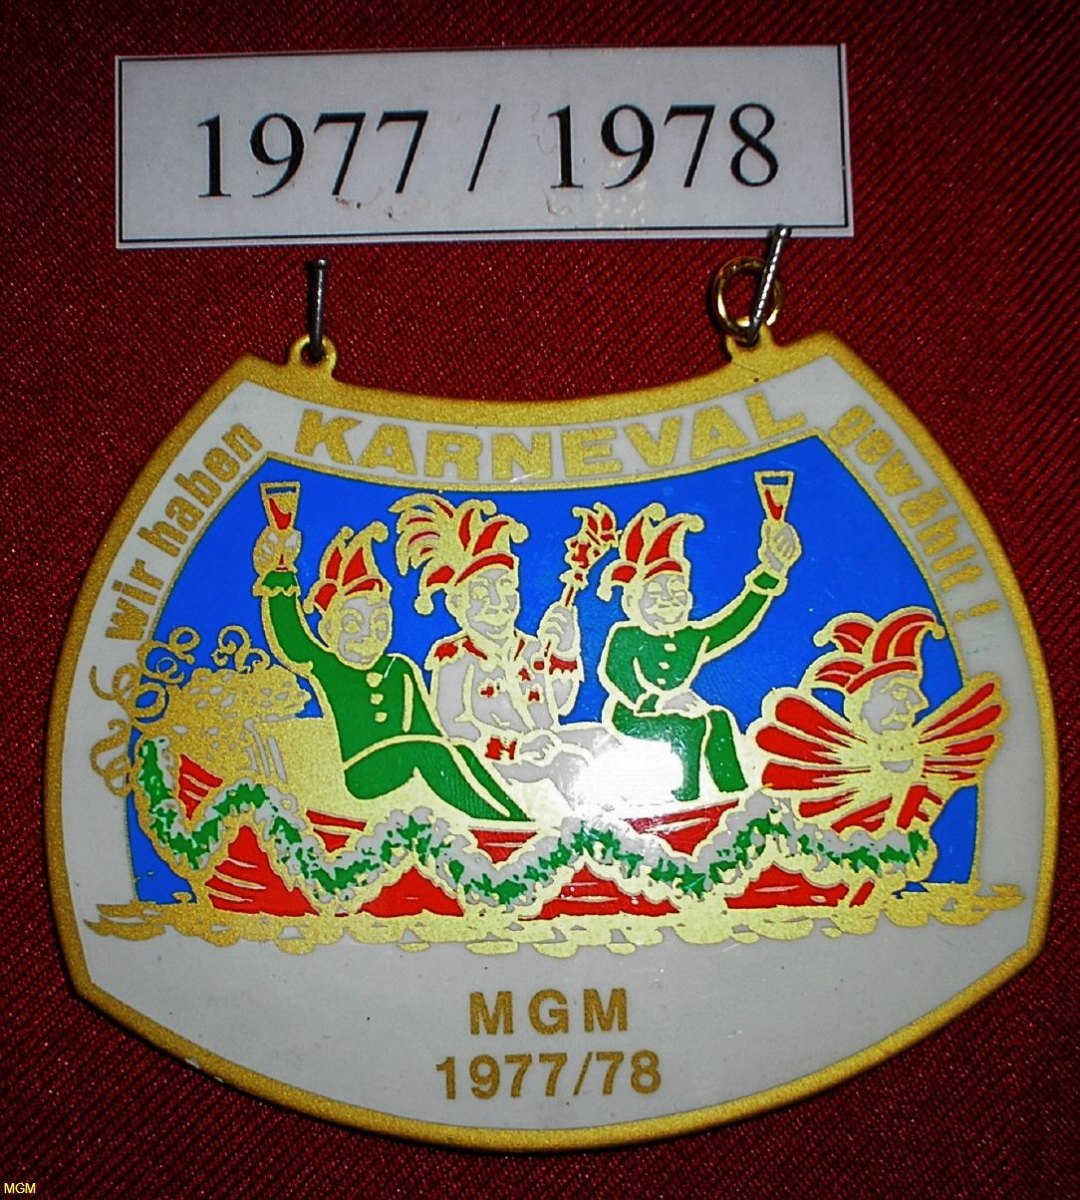 1977 / 1978
wir haben KARNEVAL gewählt !
MGM
1977/78
MGM